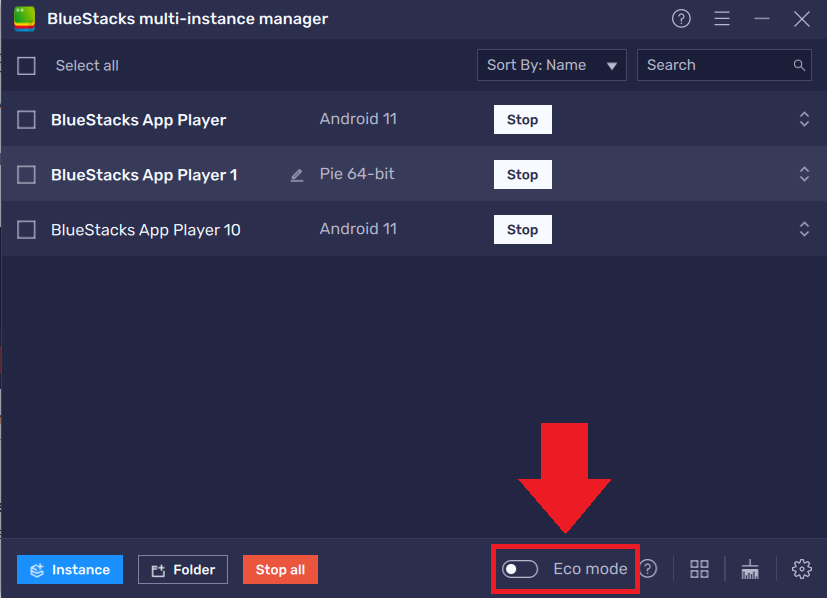 BlueStacks multi-instance manager
Select all
Sort By: Name
Search
BlueStacks App Player Android 11 Stop
BlueStacks App Player 1 Pie 64-bit Stop
BlueStacks App Player 10 Android 11 Stop
Instance Folder Stop all Eco mode